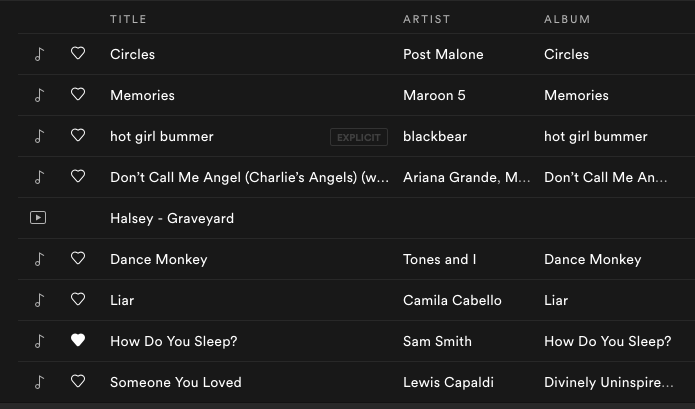 TITLE ARTIST ALBUM
Circles Post Malone Circles
Memories Maroon 5 Memories
hot girl bummer EXPLICIT blackbear hot girl bummer
Don't Call Me Angel (Charlie's Angels) (w... Ariana Grande, M... Don't Call Me An...
Halsey - Graveyard
Dance Monkey Tones and I Dance Monkey
Liar Camila Cabello Liar
How Do You Sleep? Sam Smith How Do You Sleep?
Someone You Loved Lewis Capaldi Divinely Uninspire...